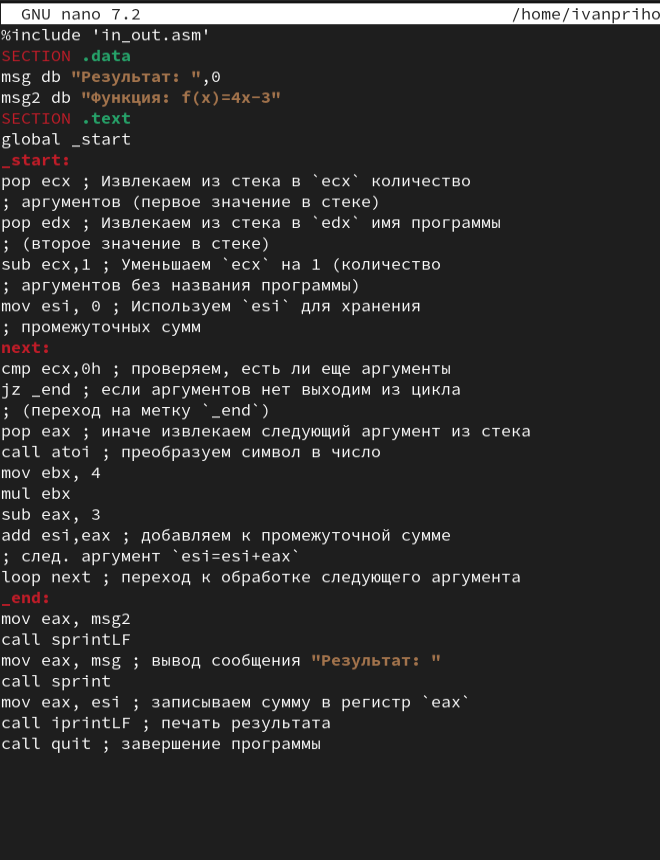 GNU nano 7.2 /home/ivanpriho
%include 'in_out.asm'
SECTION .data
msg db "Результат: ",0
msg2 db "Функция: f(x)=4x-3"
SECTION .text
global _start
_start:
pop ecx ; Извлекаем из стека в `ecx` количество
; аргументов (первое значение в стеке)
pop edx ; Извлекаем из стека в `edx` имя программы
; (второе значение в стеке)
sub ecx,1 ; Уменьшаем `ecx` на 1 (количество
; аргументов без названия программы)
mov esi, 0 ; Используем `esi` для хранения
; промежуточных сумм
next:
cmp ecx,0h ; проверяем, есть ли еще аргументы
jz _end ; если аргументов нет выходим из цикла
; (переход на метку `_end`)
pop eax ; иначе извлекаем следующий аргумент из стека
call atoi ; преобразуем символ в число
mov ebx, 4
mul ebx
sub eax, 3
add esi,eax ; добавляем к промежуточной сумме
; след. аргумент `esi=esi+eax`
loop next ; переход к обработке следующего аргумента
_end:
mov eax, msg2
call sprintLF
mov eax, msg ; вывод сообщения "Результат: "
call sprint
mov eax, esi ; записываем сумму в регистр `eax`
call iprintLF ; печать результата
call quit ; завершение программы